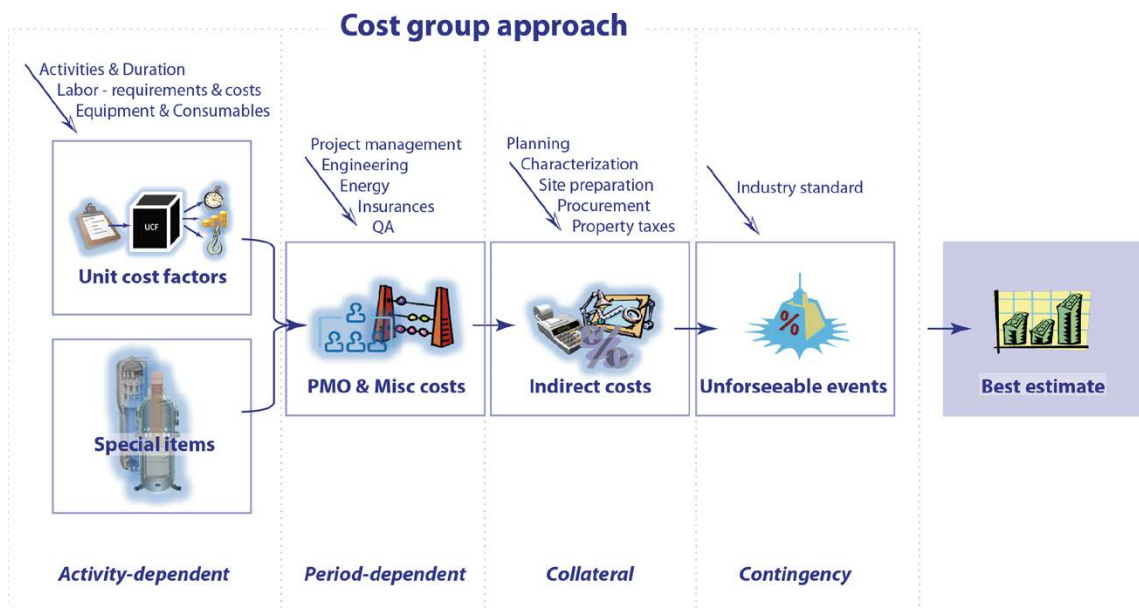 Cost group approach
Activities & Duration
Labor - requirements & costs
Equipment & Consumables
UCF
Unit cost factors
Special items
Activity-dependent
Project management
Engineering
Energy
Insurances
QA
PMO & Misc costs
Period-dependent
Planning
Characterization
Site preparation
Procurement
Property taxes
%
Indirect costs
Collateral
Industry standard
%
Unforseeable events
Contingency
Best estimate